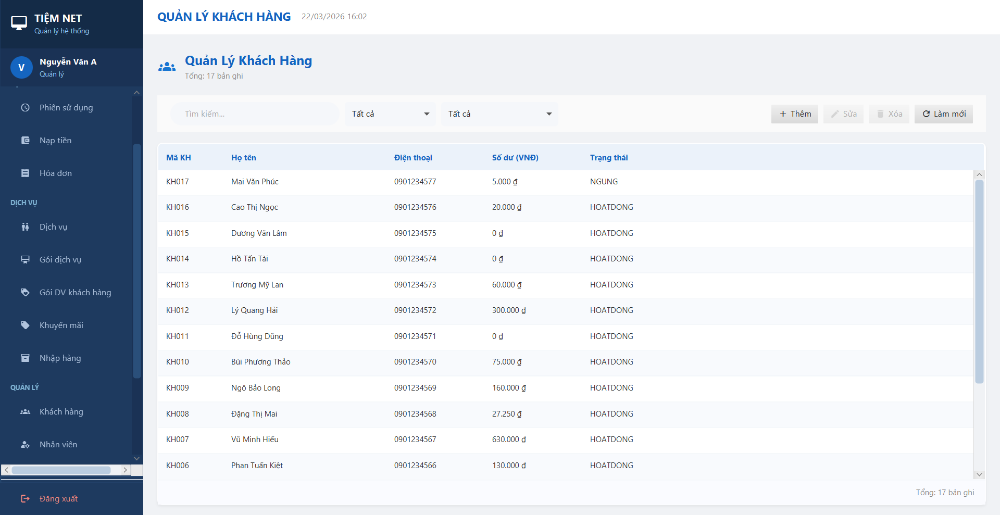 TIỆM NET
Quản lý hệ thống
V
Nguyễn Văn A
Quản lý
Phiên sử dụng
Nạp tiền
Hóa đơn
DỊCH VỤ
Dịch vụ
Gói dịch vụ
Gói DV khách hàng
Khuyến mãi
Nhập hàng
QUẢN LÝ
Khách hàng
Nhân viên
Đăng xuất
QUẢN LÝ KHÁCH HÀNG 22/03/2026 16:02
Quản Lý Khách Hàng
Tổng: 17 bản ghi
Tìm kiếm... Tất cả Tất cả Thêm Sửa Xóa Làm mới
Mã KH Họ tên Điện thoại Số dư (VNĐ) Trạng thái
KH017 Mai Văn Phúc 0901234577 5.000 ₫ NGUNG
KH016 Cao Thị Ngọc 0901234576 20.000 ₫ HOATDONG
KH015 Dương Văn Lâm 0901234575 0 ₫ HOATDONG
KH014 Hồ Tấn Tài 0901234574 0 ₫ HOATDONG
KH013 Trương Mỹ Lan 0901234573 60.000 ₫ HOATDONG
KH012 Lý Quang Hải 0901234572 300.000 ₫ HOATDONG
KH011 Đỗ Hùng Dũng 0901234571 0 ₫ HOATDONG
KH010 Bùi Phương Thảo 0901234570 75.000 ₫ HOATDONG
KH009 Ngô Bảo Long 0901234569 160.000 ₫ HOATDONG
KH008 Đặng Thị Mai 0901234568 27.250 ₫ HOATDONG
KH007 Vũ Minh Hiếu 0901234567 630.000 ₫ HOATDONG
KH006 Phan Tuấn Kiệt 0901234566 130.000 ₫ HOATDONG
Tổng: 17 bản ghi